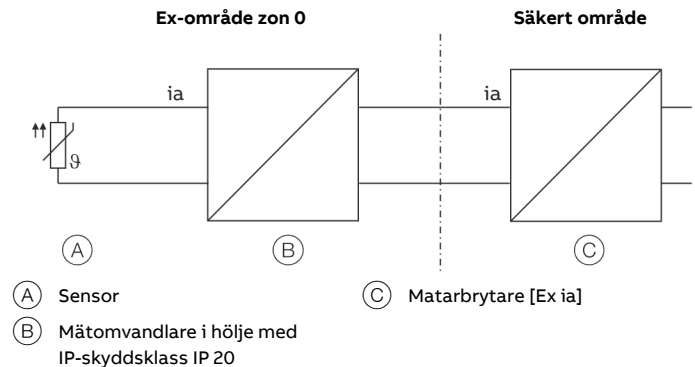 Ex-område zon 0
Säkert område
ia
ia
ϑ
A
B
C
A Sensor
C Matarbrytare [Ex ia]
B Mätomvandlare i hölje med
IP-skyddsklass IP 20